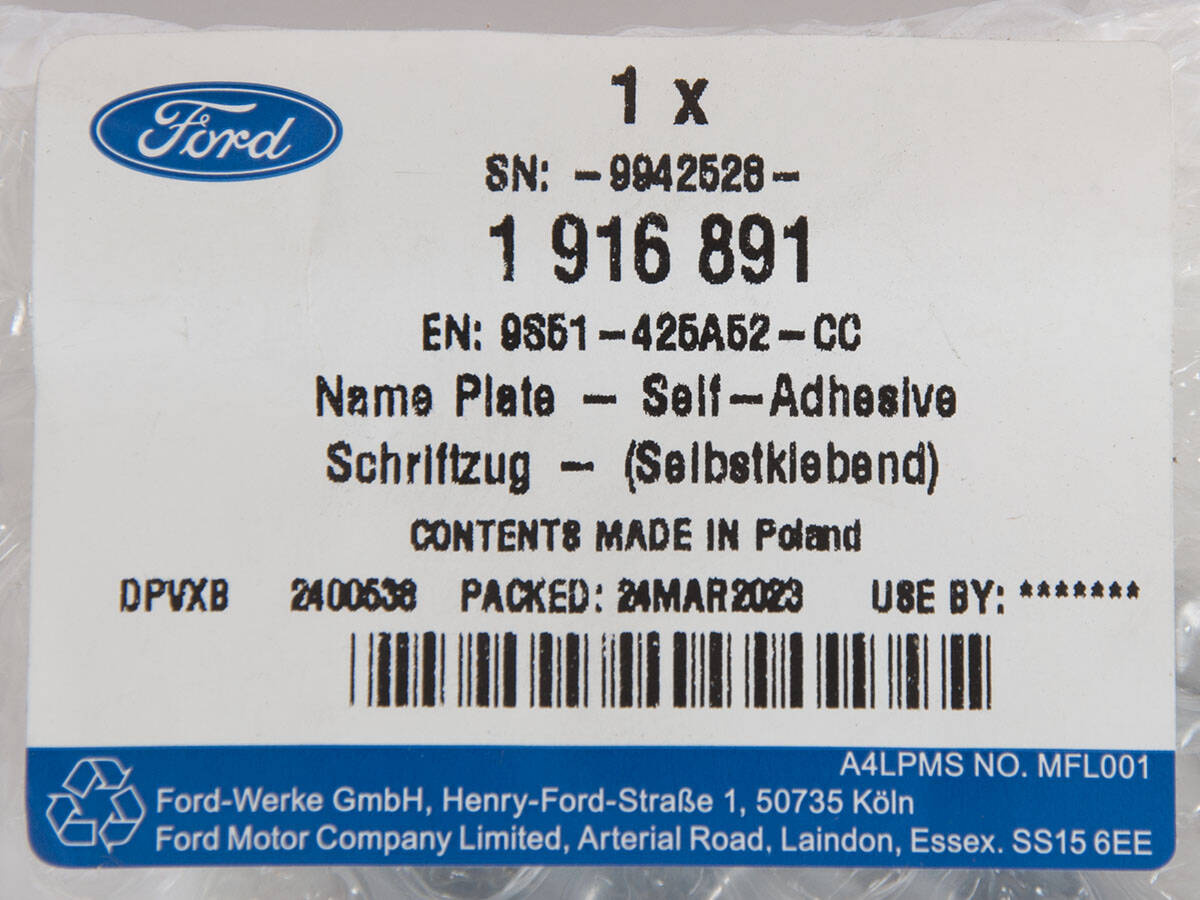 Ford
1 x
SN: -9942528-
1 916 891
EN: 9S51-425A52-CC
Name Plate - Self-Adhesive
Schriftzug - (Selbstklebend)
CONTENTS MADE IN Poland
DPVXB 2400538 PACKED: 24MAR2023 USE BY: *******
A4LPMS NO. MFL001
Ford-Werke GmbH, Henry-Ford-Straße 1, 50735 Köln
Ford Motor Company Limited, Arterial Road, Laindon, Essex. SS15 6EE